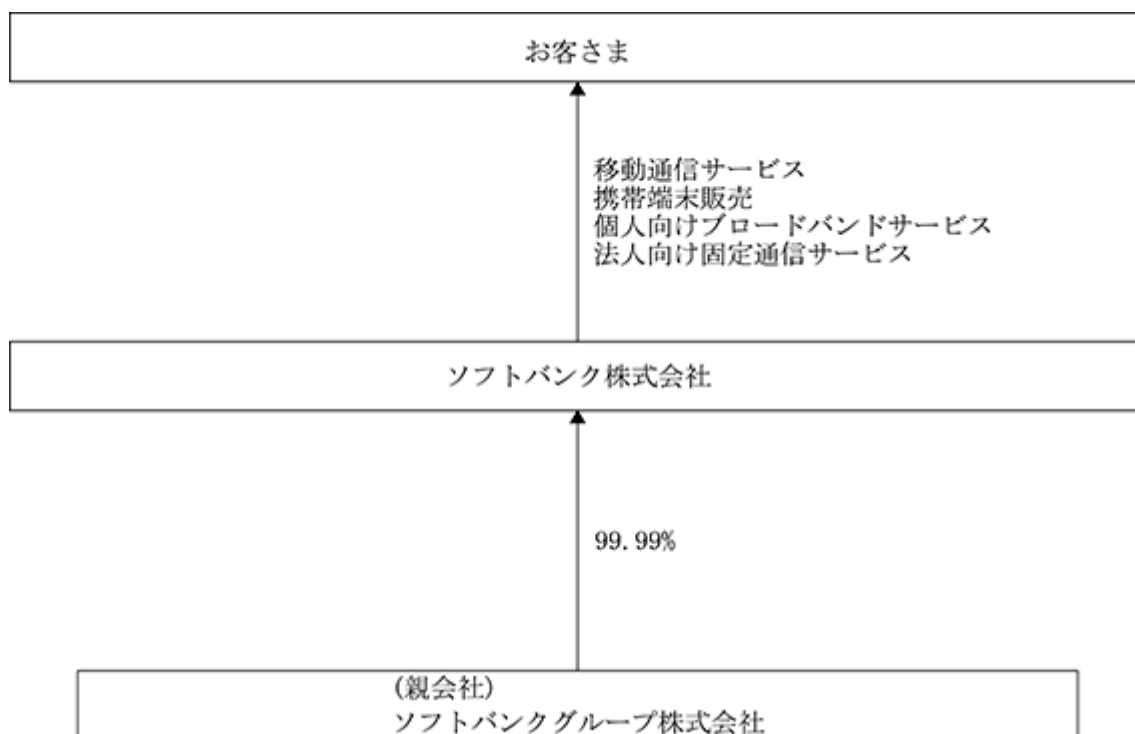 お客さま
移動通信サービス
携帯端末販売
個人向けブロードバンドサービス
法人向け固定通信サービス
ソフトバンク株式会社
99.99%
(親会社)
ソフトバンクグループ株式会社